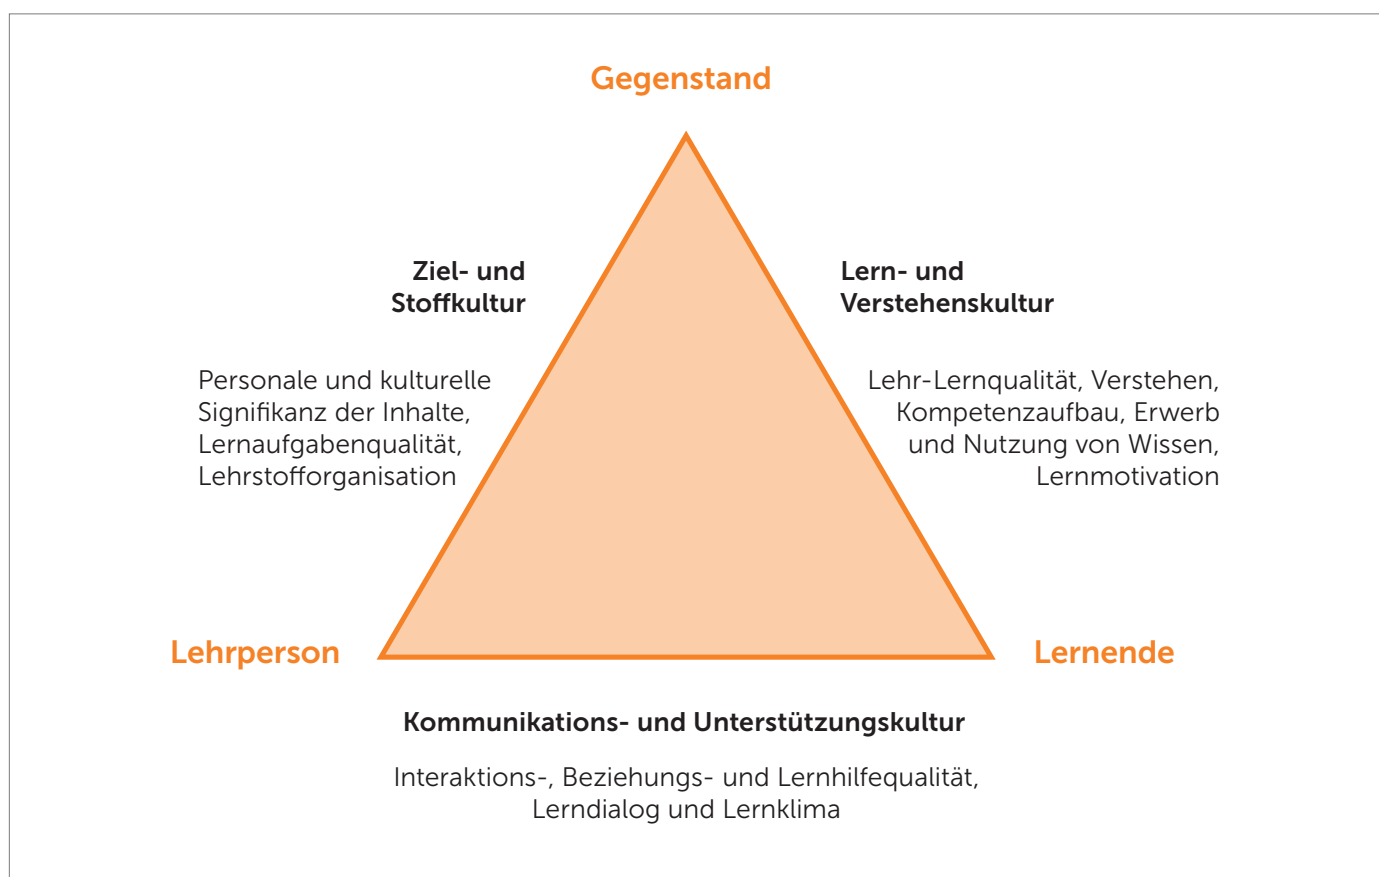 Gegenstand
Ziel- und
Stoffkultur
Personale und kulturelle
Signifikanz der Inhalte,
Lernaufgabenqualität,
Lehrstofforganisation
Lern- und
Verstehenskultur
Lehr-Lernqualität, Verstehen,
Kompetenzaufbau, Erwerb
und Nutzung von Wissen,
Lernmotivation
Lehrperson
Lernende
Kommunikations- und Unterstützungskultur
Interaktions-, Beziehungs- und Lernhilfequalität,
Lerndialog und Lernklima